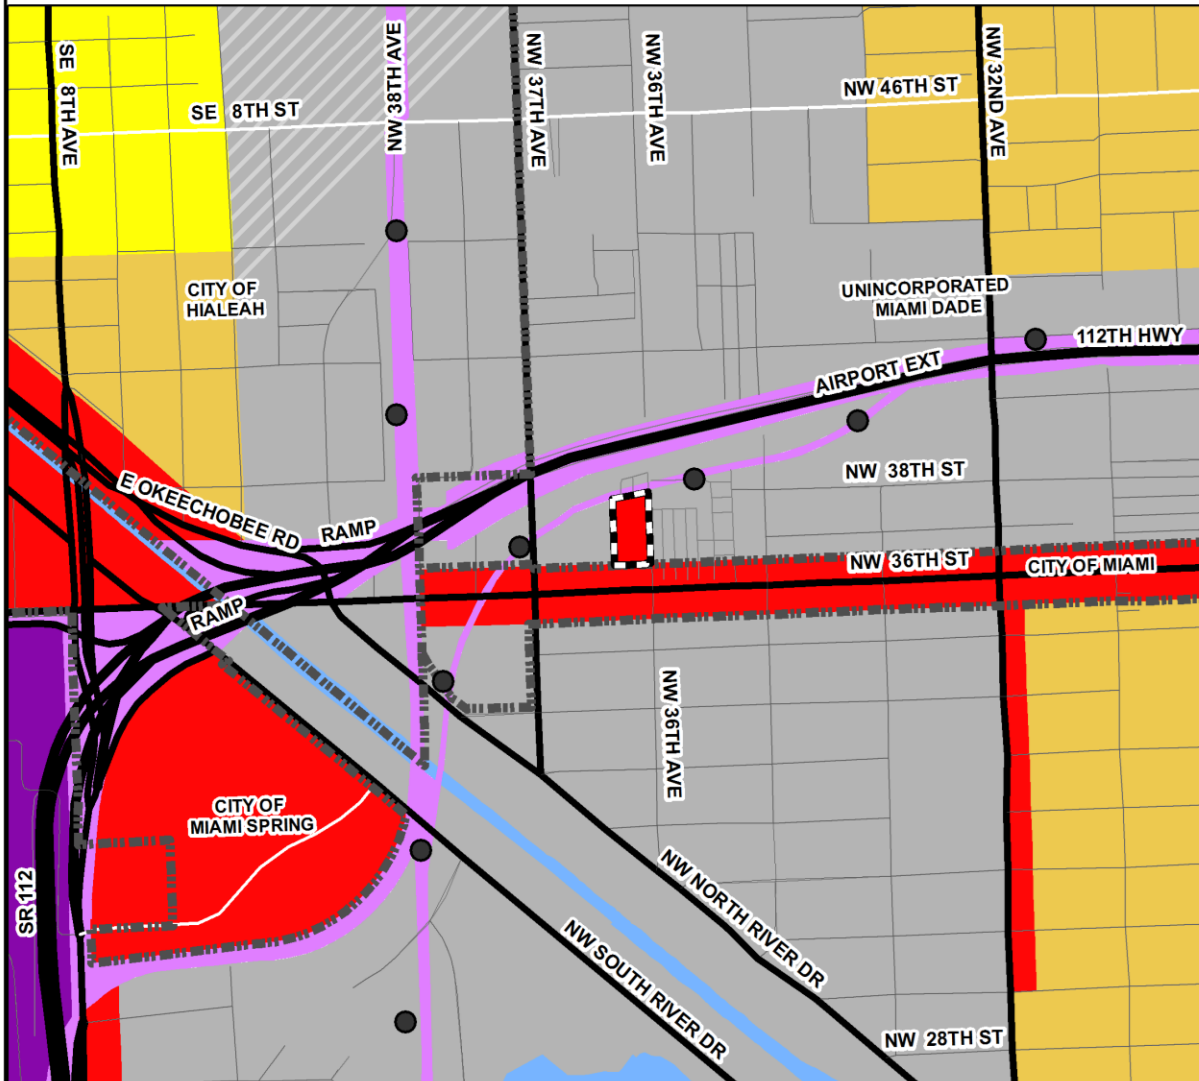 SE 8TH AVE
NW 38TH AVE
NW 37TH AVE
NW 36TH AVE
NW 32ND AVE
SE 8TH ST
NW 46TH ST
CITY OF
HIALEAH
UNINCORPORATED
MIAMI DADE
112TH HWY
AIRPORT EXT
NW 38TH ST
E OKEECHOBEE RD
RAMP
NW 36TH ST
CITY OF MIAMI
RAMP
NW 36TH AVE
CITY OF
MIAMI SPRING
SR 112
NW NORTH RIVER DR
NW SOUTH RIVER DR
NW 28TH ST